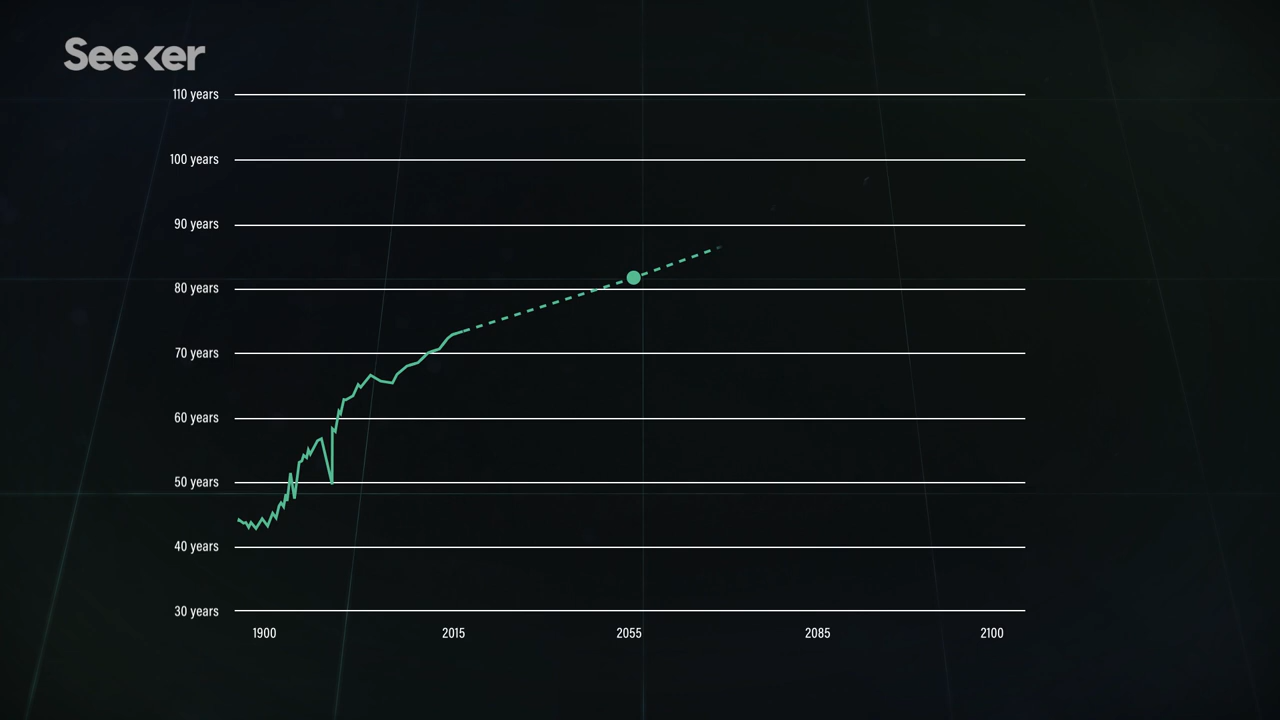 Seeker
110 years
100 years
90 years
80 years
70 years
60 years
50 years
40 years
30 years
1900 2015 2055 2085 2100